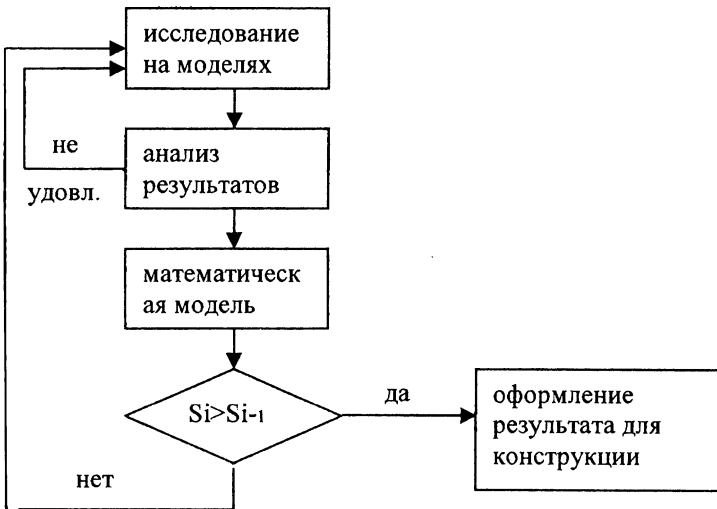 исследование
на моделях
не
удовл.
анализ
результатов
математическ
ая модель
Si>Si-1
да
оформление
результата для
конструкции
нет